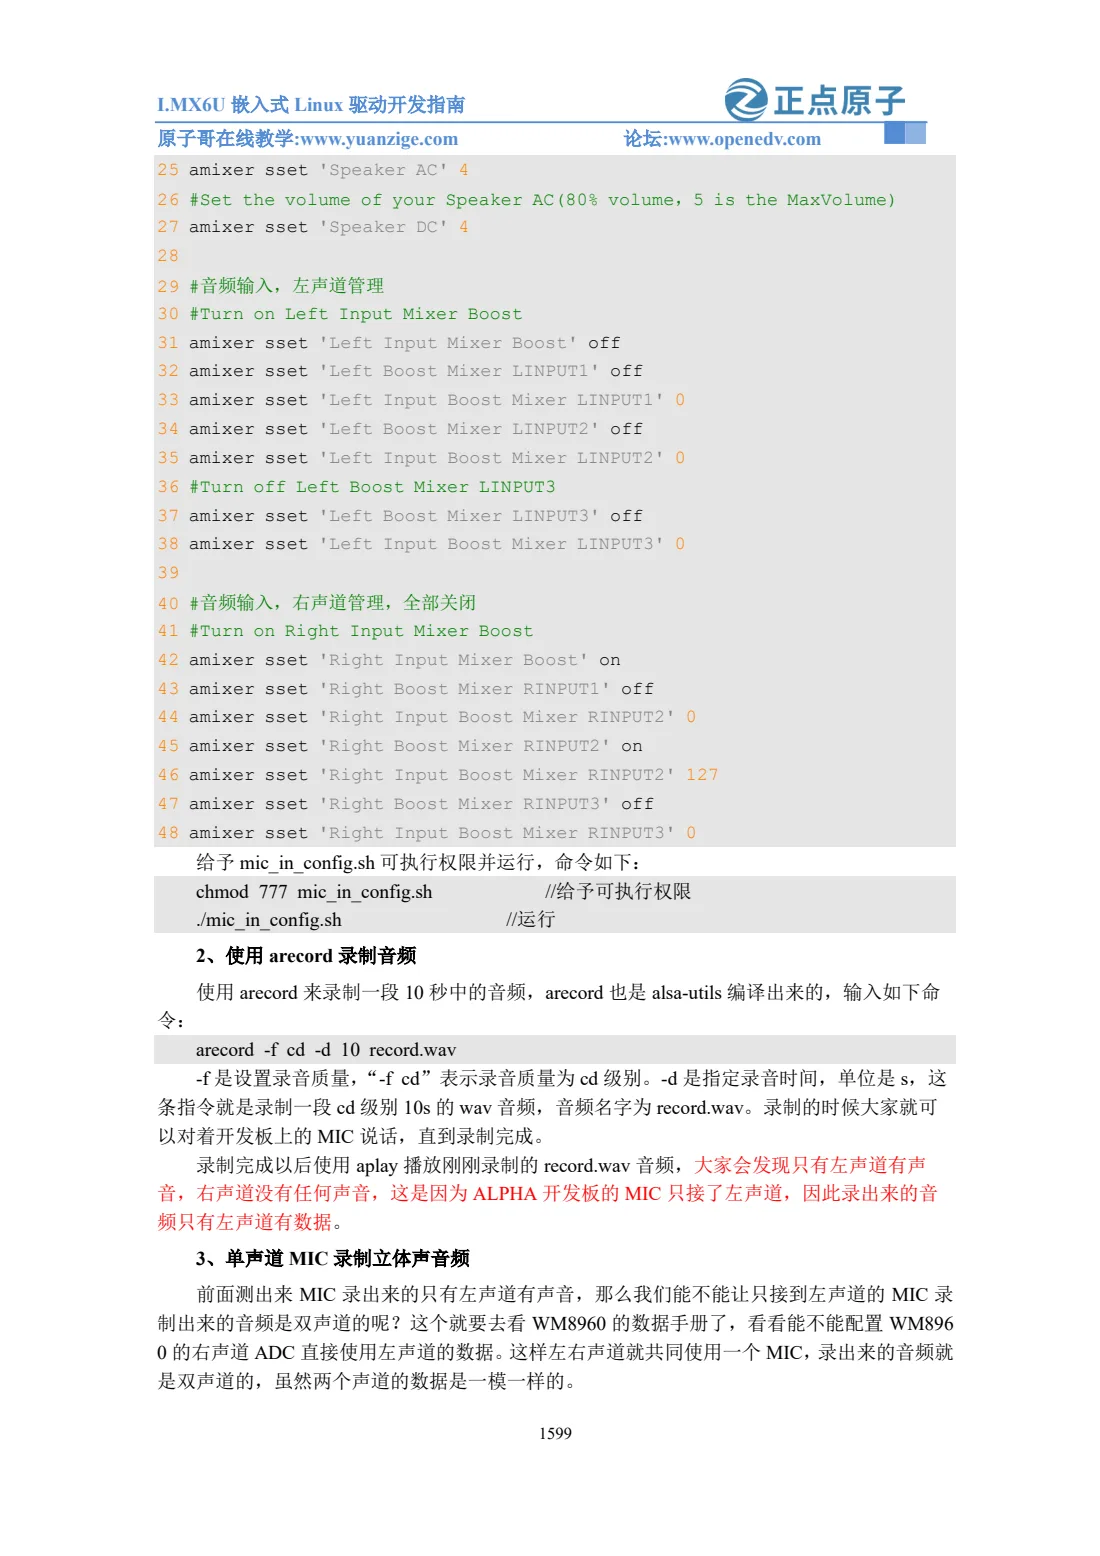 I.MX6U 嵌入式 Linux 驱动开发指南
正点原子
原子哥在线教学:www.yuanzige.com 论坛:www.openedv.com
25 amixer sset 'Speaker AC' 4
26 #Set the volume of your Speaker AC(80% volume，5 is the MaxVolume)
27 amixer sset 'Speaker DC' 4
28
29 #音频输入，左声道管理
30 #Turn on Left Input Mixer Boost
31 amixer sset 'Left Input Mixer Boost' off
32 amixer sset 'Left Boost Mixer LINPUT1' off
33 amixer sset 'Left Input Boost Mixer LINPUT1' 0
34 amixer sset 'Left Boost Mixer LINPUT2' off
35 amixer sset 'Left Input Boost Mixer LINPUT2' 0
36 #Turn off Left Boost Mixer LINPUT3
37 amixer sset 'Left Boost Mixer LINPUT3' off
38 amixer sset 'Left Input Boost Mixer LINPUT3' 0
39
40 #音频输入，右声道管理，全部关闭
41 #Turn on Right Input Mixer Boost
42 amixer sset 'Right Input Mixer Boost' on
43 amixer sset 'Right Boost Mixer RINPUT1' off
44 amixer sset 'Right Input Boost Mixer RINPUT2' 0
45 amixer sset 'Right Boost Mixer RINPUT2' on
46 amixer sset 'Right Input Boost Mixer RINPUT2' 127
47 amixer sset 'Right Boost Mixer RINPUT3' off
48 amixer sset 'Right Input Boost Mixer RINPUT3' 0
给予 mic_in_config.sh 可执行权限并运行，命令如下：
chmod 777 mic_in_config.sh //给予可执行权限
./mic_in_config.sh //运行
2、使用 arecord 录制音频
使用 arecord 来录制一段 10 秒中的音频，arecord 也是 alsa-utils 编译出来的，输入如下命
令：
arecord -f cd -d 10 record.wav
-f 是设置录音质量，“-f cd”表示录音质量为 cd 级别。-d 是指定录音时间，单位是 s，这
条指令就是录制一段 cd 级别 10s 的 wav 音频，音频名字为 record.wav。录制的时候大家就可
以对着开发板上的 MIC 说话，直到录制完成。
录制完成以后使用 aplay 播放刚刚录制的 record.wav 音频，大家会发现只有左声道有声
音，右声道没有任何声音，这是因为 ALPHA 开发板的 MIC 只接了左声道，因此录出来的音
频只有左声道有数据。
3、单声道 MIC 录制立体声音频
前面测出来 MIC 录出来的只有左声道有声音，那么我们能不能让只接到左声道的 MIC 录
制出来的音频是双声道的呢？这个就要去看 WM8960 的数据手册了，看看能不能配置 WM896
0 的右声道 ADC 直接使用左声道的数据。这样左右声道就共同使用一个 MIC，录出来的音频就
是双声道的，虽然两个声道的数据是一模一样的。
1599